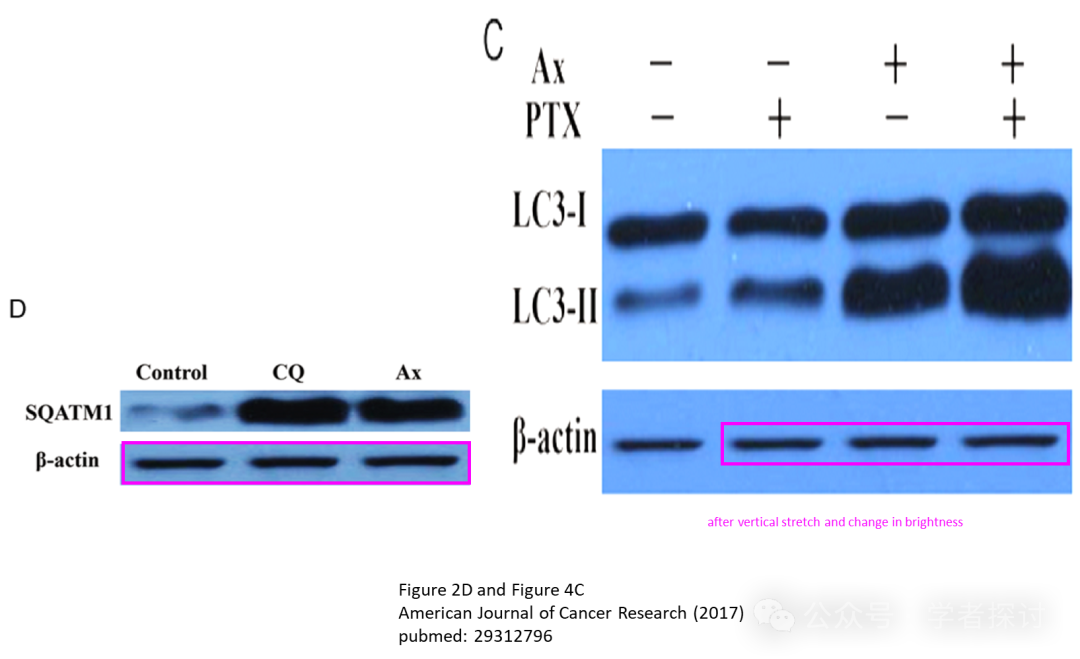 C
Ax − − + +
PTX − + − +
LC3-I
LC3-II
β-actin
after vertical stretch and change in brightness
D
Control CQ Ax
SQATM1
β-actin
Figure 2D and Figure 4C
American Journal of Cancer Research (2017)
pubmed: 29312796
公众号 学者探讨